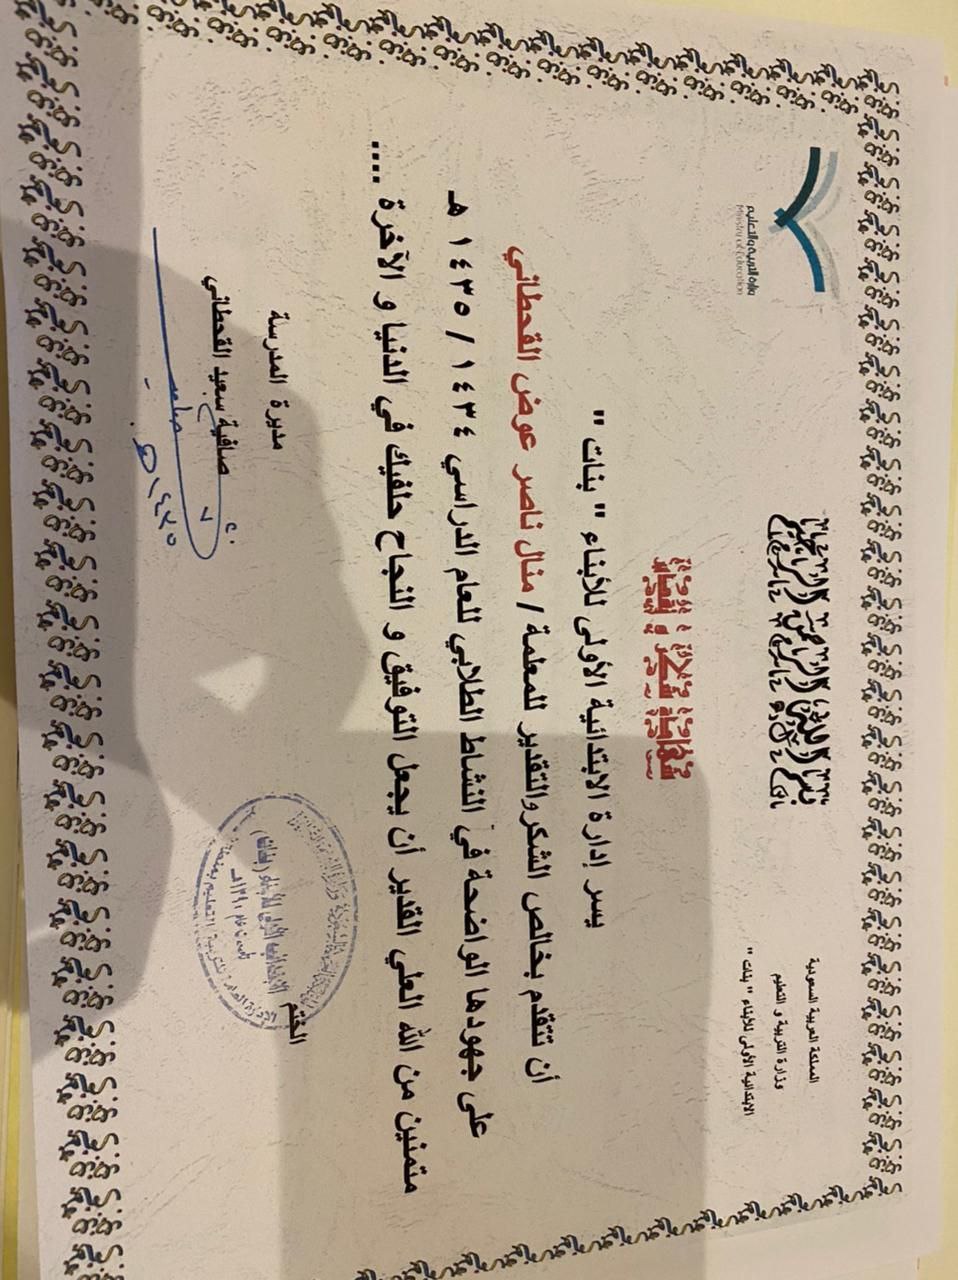 المملكة العربية السعودية
وزارة التربية و التعليم
الابتدائية الأولى للأبناء " بنات "
بسم الله الرحمن الرحيم
وزارة التربية والتعليم
Ministry of Education
شهادة شكر و تقدير
يسر إدارة الابتدائية الأولى للأبناء " بنات "
أن تتقدم بخالص الشكر والتقدير للمعلمة / منال ناصر عوض القحطاني
على جهودها الواضحة في النشاط الطلابي للعام الدراسي ١٤٣٤ / ١٤٣٥ هـ
متمنين من الله العلي القدير أن يجعل التوفيق و النجاح حلفيك في الدنيا و الآخرة ....
مديرة المدرسة
صافية سعيد القحطاني
الختم
الابتدائية الأولى للأبناء (بنات)